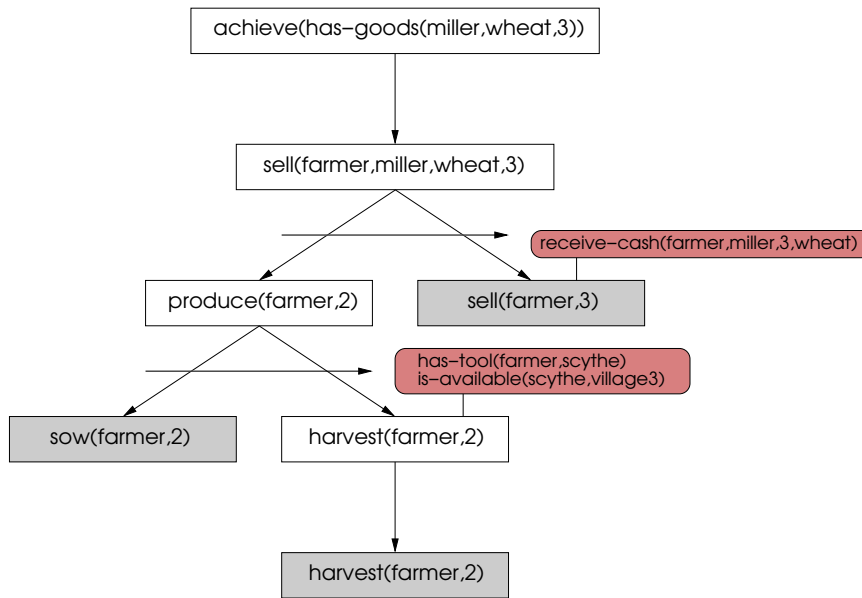 achieve(has-goods(miller,wheat,3))
sell(farmer,miller,wheat,3)
receive-cash(farmer,miller,3,wheat)
produce(farmer,2)
sell(farmer,3)
has-tool(farmer,scythe)
is-available(scythe,village3)
sow(farmer,2)
harvest(farmer,2)
harvest(farmer,2)